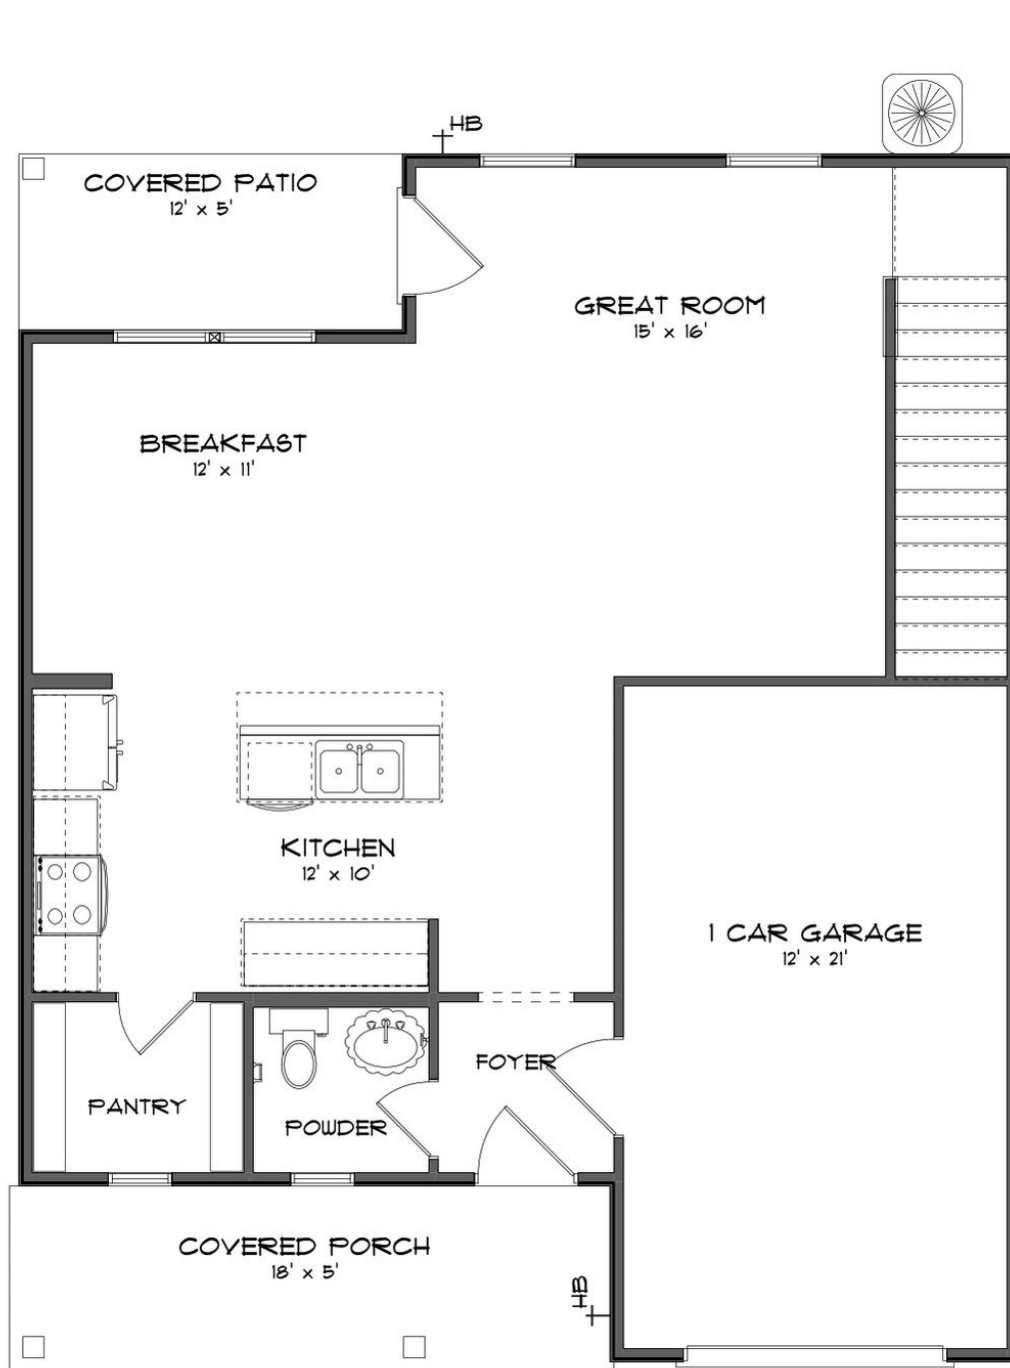 HB
COVERED PATIO
12' x 5'
GREAT ROOM
15' x 16'
BREAKFAST
12' x 11'
KITCHEN
12' x 10'
1 CAR GARAGE
12' x 21'
FOYER
PANTRY
POWDER
COVERED PORCH
18' x 5'
HB